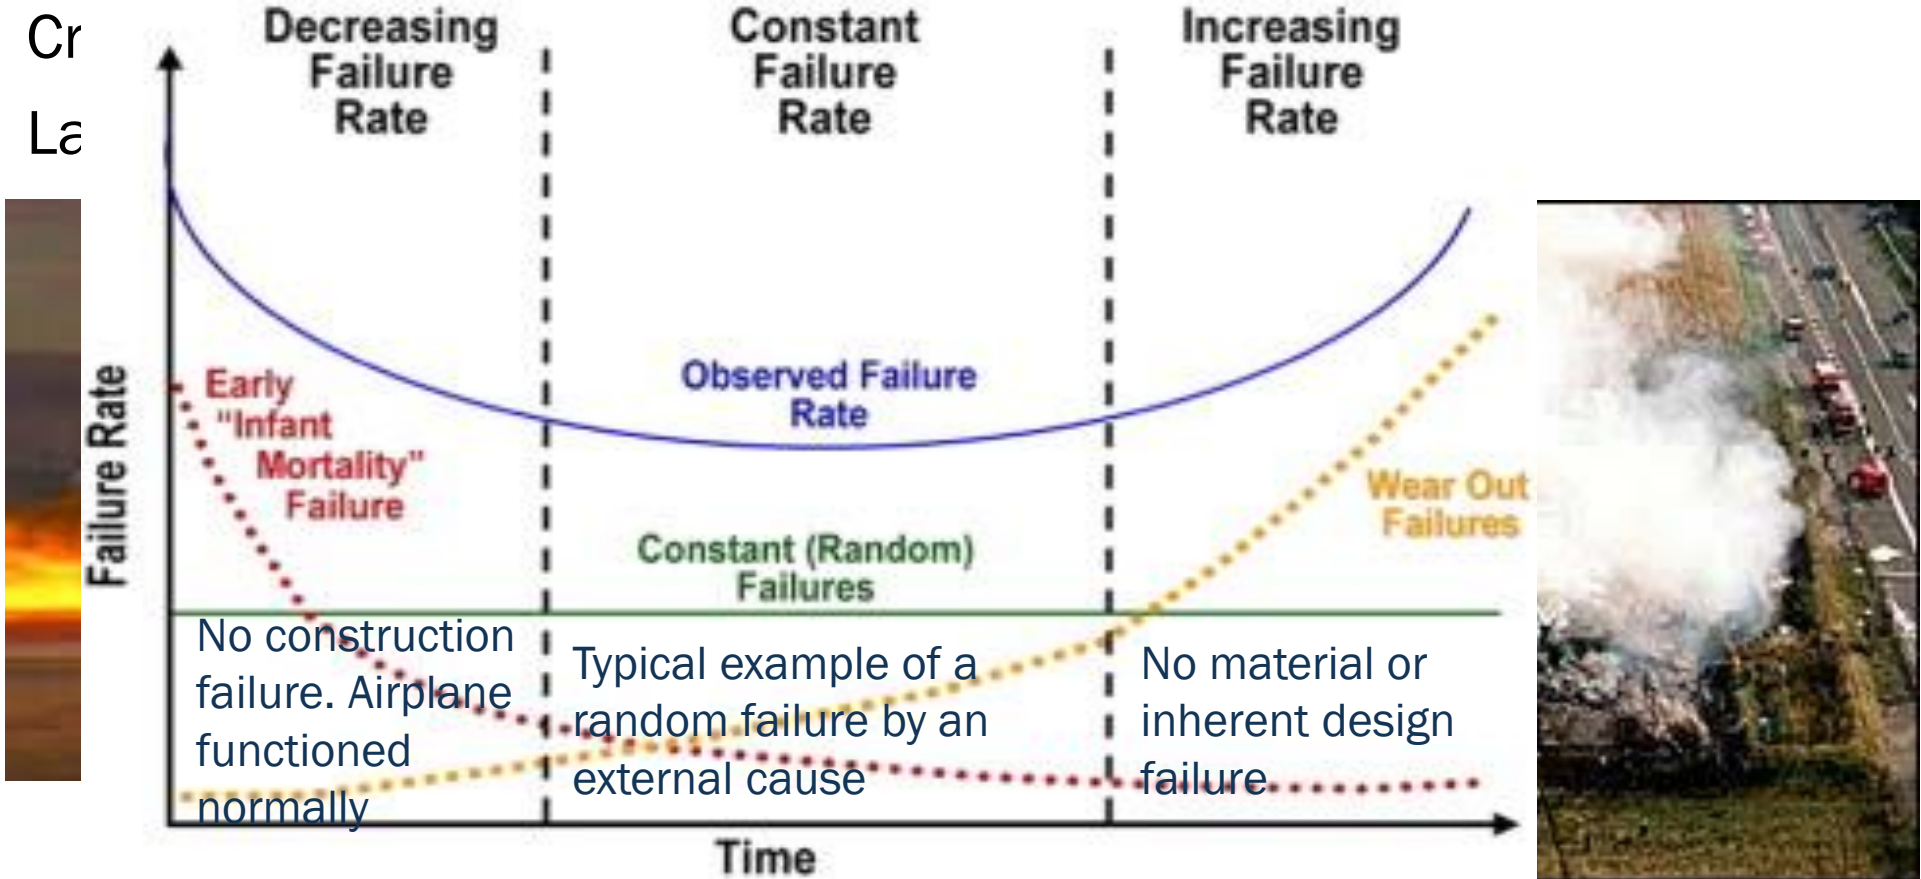 Cr
La
Decreasing
Failure
Rate
Constant
Failure
Rate
Increasing
Failure
Rate
Failure Rate
Early
"Infant
Mortality"
Failure
Observed Failure
Rate
Wear Out
Failures
Constant (Random)
Failures
No construction
failure. Airplane
functioned
normally
Typical example of a
random failure by an
external cause
No material or
inherent design
failure
Time